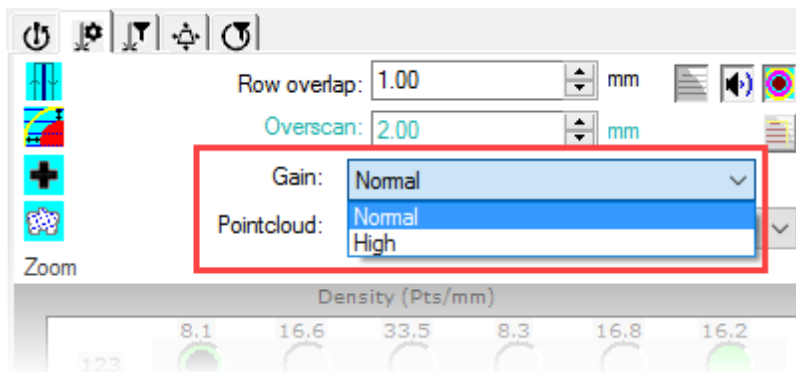 Row overlap: 1.00 mm
Overscan: 2.00 mm
Gain: Normal
Pointcloud: Normal
High
Zoom
Density (Pts/mm)
8.1 16.6 33.5 8.3 16.8 16.2
123